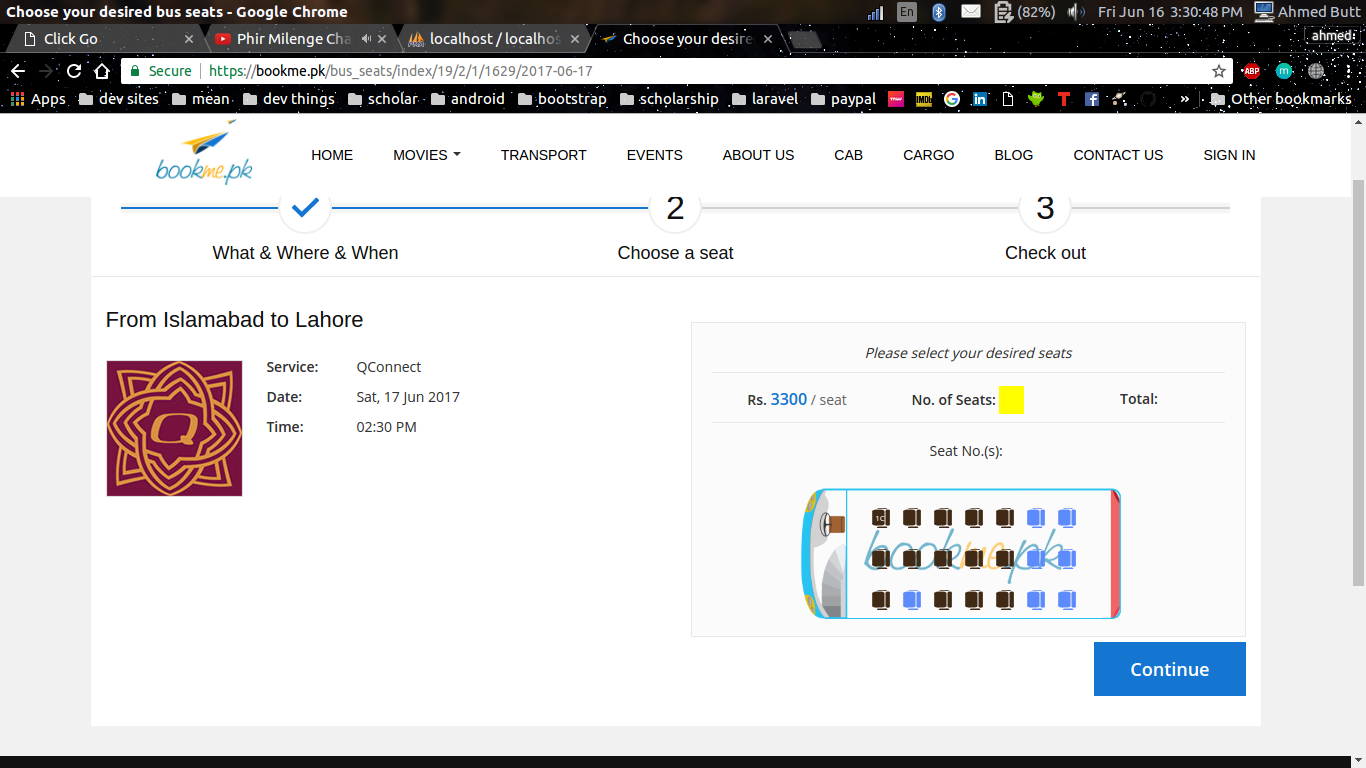 Choose your desired bus seats - Google Chrome
En (82%) Fri Jun 16 3:30:48 PM Ahmed Butt
Click Go Phir Milenge Cha localhost / localhos Choose your desire ahmed
Secure https://bookme.pk/bus_seats/index/19/2/1/1629/2017-06-17 ABP m
Apps dev sites mean dev things scholar android bootstrap scholarship laravel paypal IMDb G in T f » Other bookmarks
bookme.pk
HOME MOVIES TRANSPORT EVENTS ABOUT US CAB CARGO BLOG CONTACT US SIGN IN
2 3
What & Where & When Choose a seat Check out
From Islamabad to Lahore
Q
Service: QConnect
Date: Sat, 17 Jun 2017
Time: 02:30 PM
Please select your desired seats
Rs. 3300 / seat No. of Seats: Total:
Seat No.(s):
1C
bookme.pk
Continue